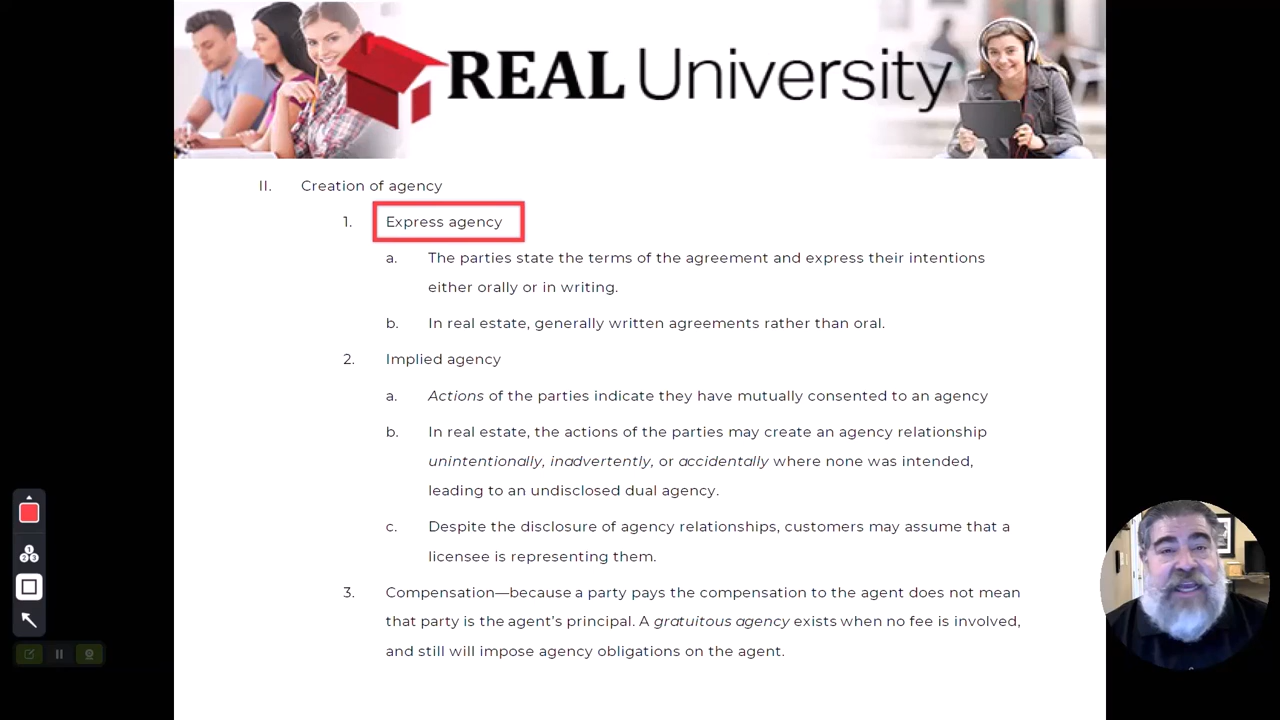 REAL University
II. Creation of agency
1. Express agency
a. The parties state the terms of the agreement and express their intentions
either orally or in writing.
b. In real estate, generally written agreements rather than oral.
2. Implied agency
a. Actions of the parties indicate they have mutually consented to an agency
b. In real estate, the actions of the parties may create an agency relationship
unintentionally, inadvertently, or accidentally where none was intended,
leading to an undisclosed dual agency.
c. Despite the disclosure of agency relationships, customers may assume that a
licensee is representing them.
3. Compensation—because a party pays the compensation to the agent does not mean
that party is the agent's principal. A gratuitous agency exists when no fee is involved,
and still will impose agency obligations on the agent.